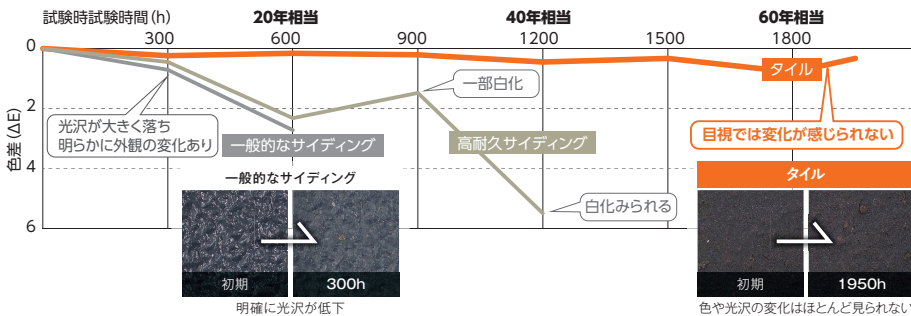 試験時試験時間(h)
20年相当
40年相当
60年相当
300
600
900
1200
1500
1800
0
2
4
6
色差(ΔE)
タイル
一部白化
光沢が大きく落ち
明らかに外観の変化あり
一般的なサイディング
高耐久サイディング
目視では変化が感じられない
白化みられる
一般的なサイディング
初期
300h
明確に光沢が低下
タイル
初期
1950h
色や光沢の変化はほとんど見られない